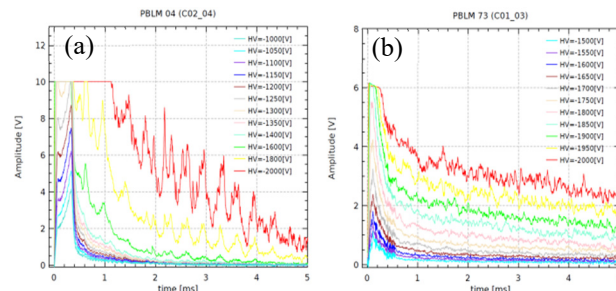 PBLM 04 (C02_04)
(a)
Amplitude [V]
12
10
8
6
4
2
0
HV=-1000[V]
HV=-1050[V]
HV=-1100[V]
HV=-1150[V]
HV=-1200[V]
HV=-1250[V]
HV=-1300[V]
HV=-1350[V]
HV=-1400[V]
HV=-1600[V]
HV=-1800[V]
HV=-2000[V]
0 1 2 3 4 5
time [ms]
PBLM 73 (C01_03)
(b)
Amplitude [V]
8
6
4
2
0
HV=-1500[V]
HV=-1550[V]
HV=-1600[V]
HV=-1650[V]
HV=-1700[V]
HV=-1750[V]
HV=-1800[V]
HV=-1850[V]
HV=-1900[V]
HV=-1950[V]
HV=-2000[V]
0 1 2 3 4
time [ms]